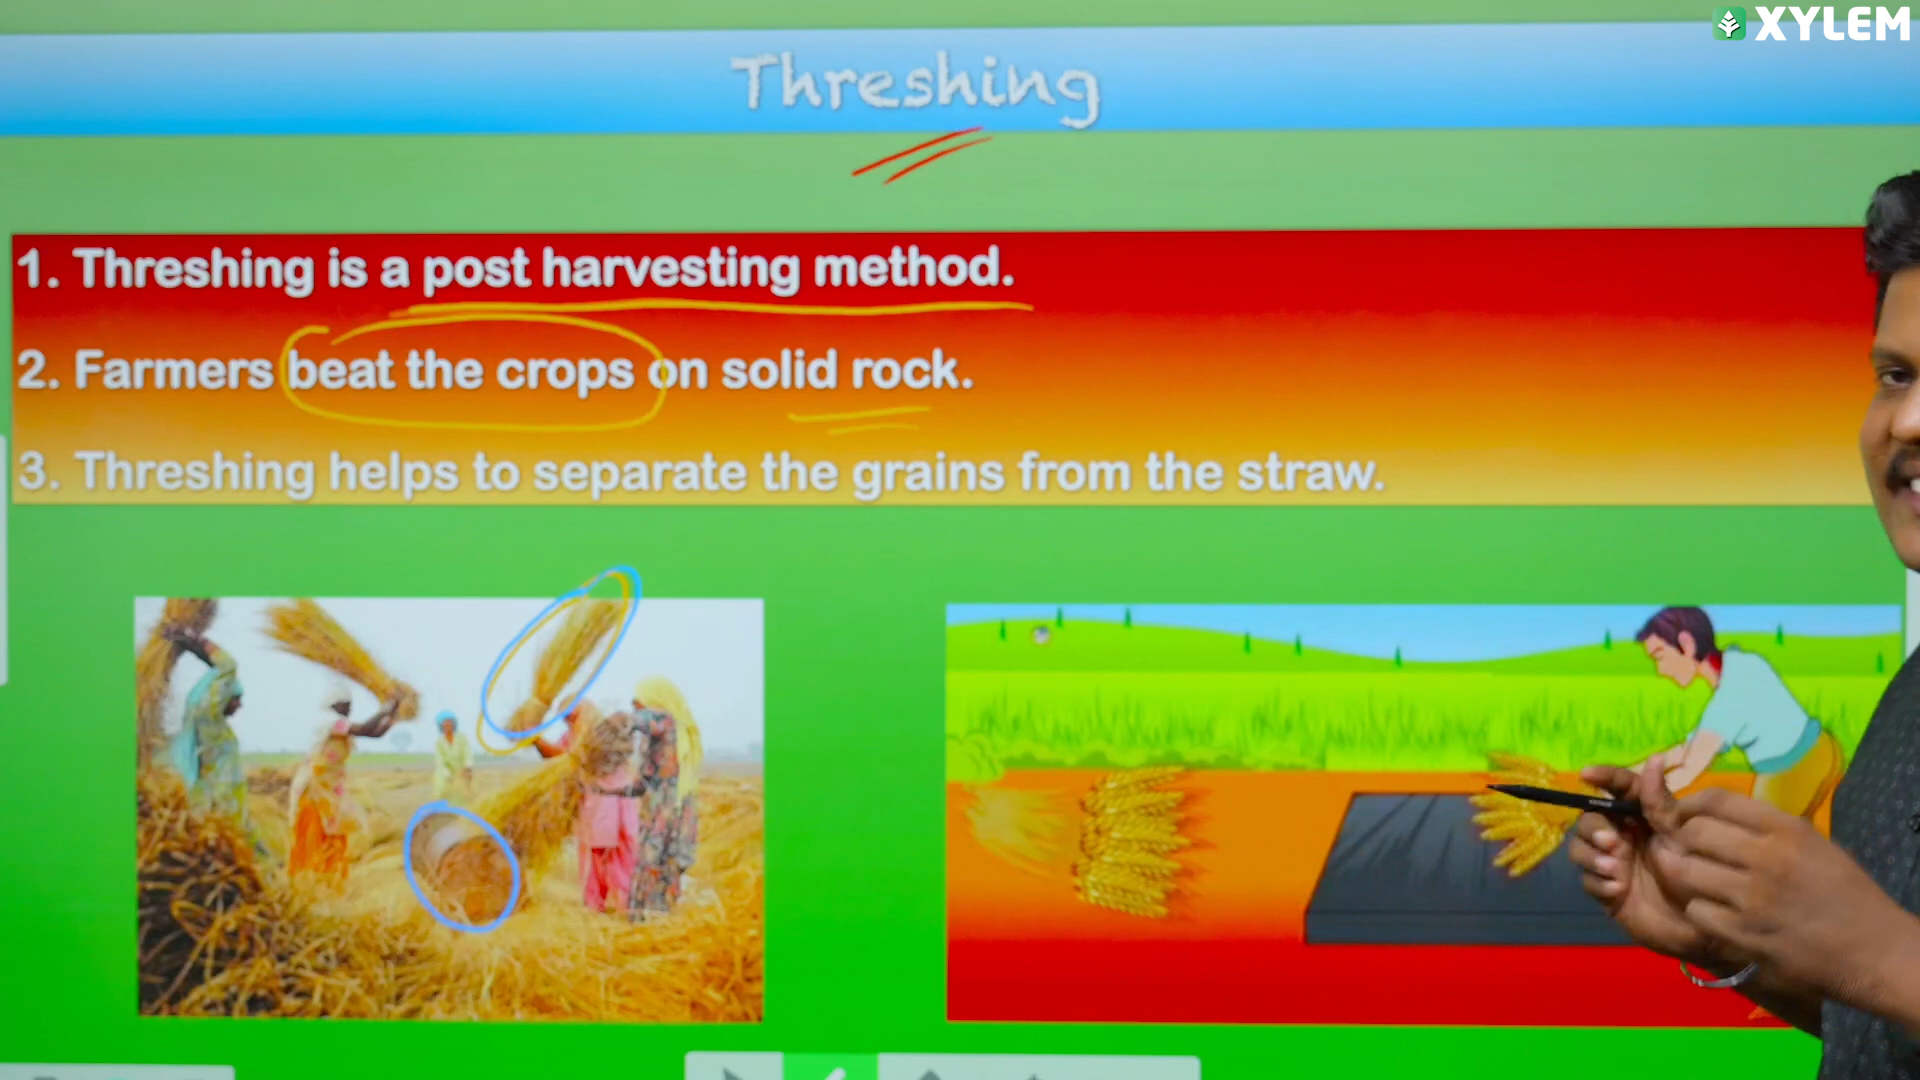 XYLEM
Threshing
1. Threshing is a post harvesting method.
2. Farmers beat the crops on solid rock.
3. Threshing helps to separate the grains from the straw.